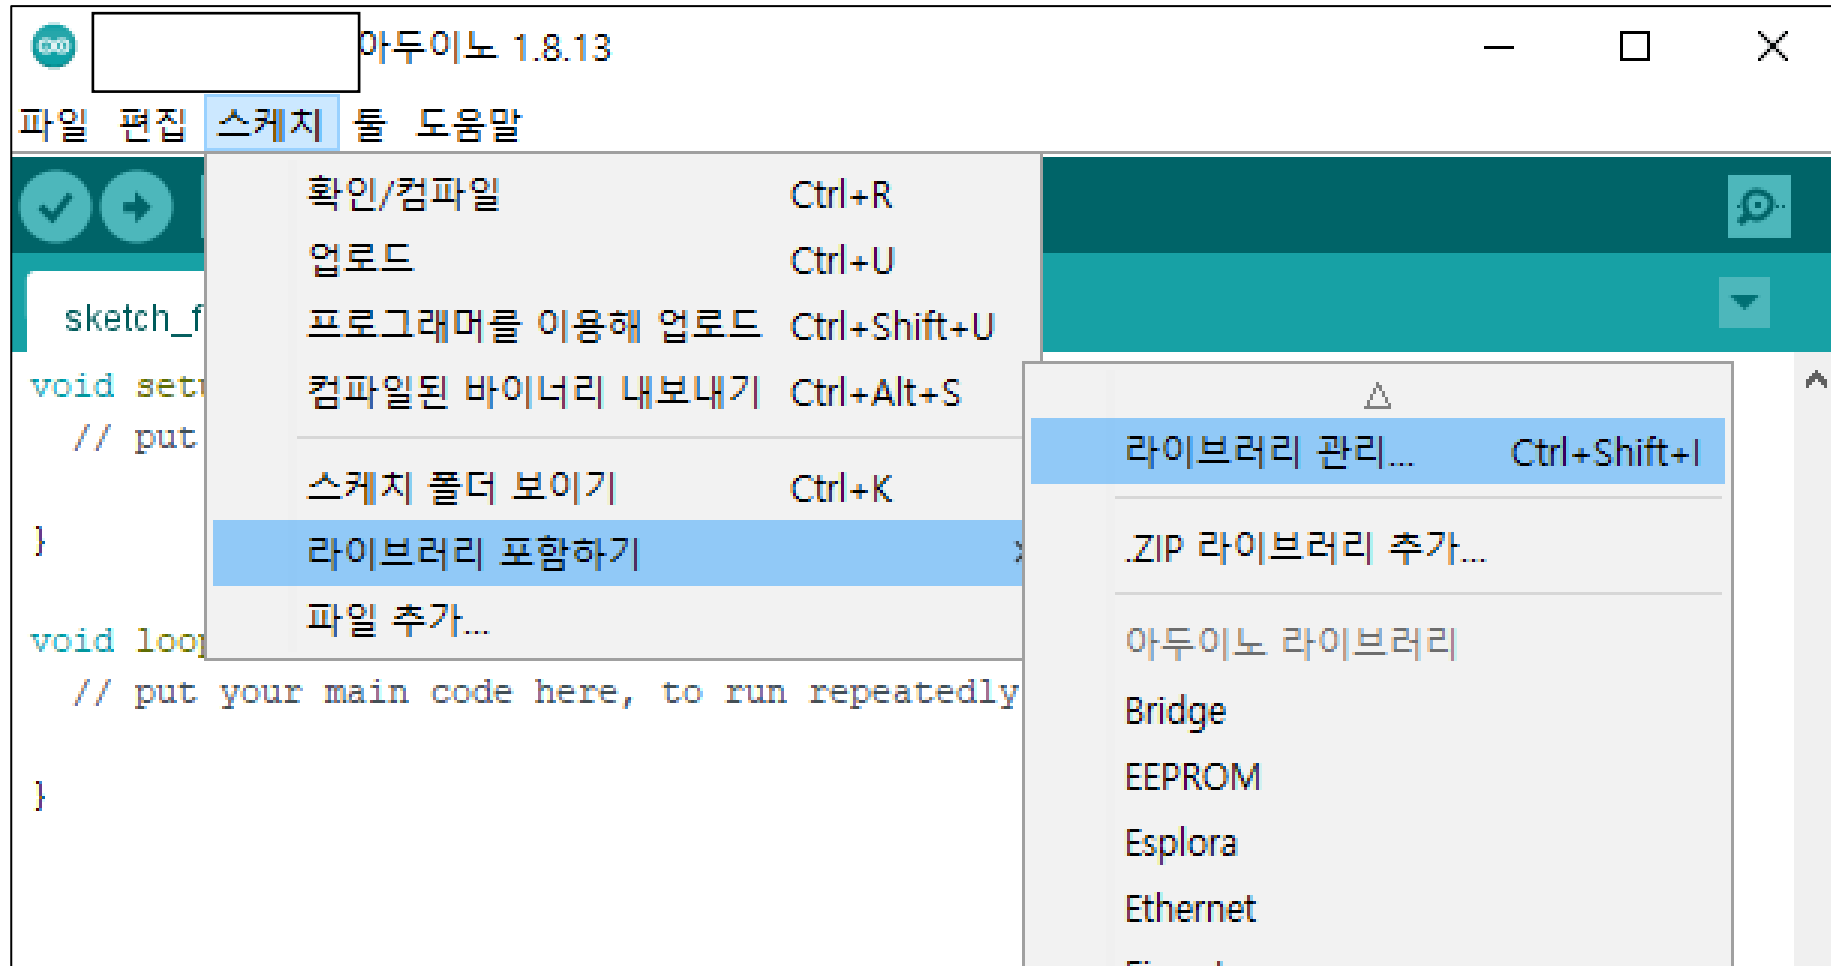 아두이노 1.8.13
파일 편집 스케치 툴 도움말
확인/컴파일 Ctrl+R
업로드 Ctrl+U
프로그래머를 이용해 업로드 Ctrl+Shift+U
컴파일된 바이너리 내보내기 Ctrl+Alt+S
스케치 폴더 보이기 Ctrl+K
라이브러리 포함하기
파일 추가...
라이브러리 관리... Ctrl+Shift+I
.ZIP 라이브러리 추가...
아두이노 라이브러리
Bridge
EEPROM
Esplora
Ethernet
sketch_f
void setu
// put
}
void loop
// put your main code here, to run repeatedly
}